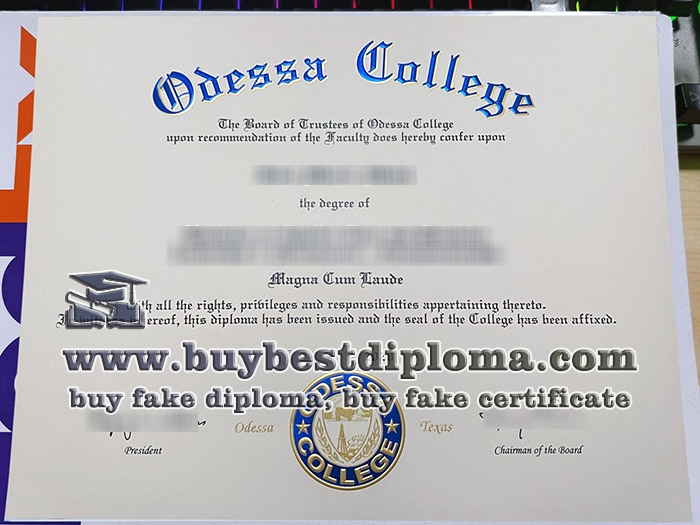 Odessa College
The Board of Trustees of Odessa College
upon recommendation of the Faculty does hereby confer upon
the degree of
Magna Cum Laude
all the rights, privileges and responsibilities appertaining thereto.
this diploma has been issued and the seal of the College has been affixed.
www.buybestdiploma.com
buy fake diploma, buy fake certificate
ODESSA
Odessa Texas
COLLEGE
President Chairman of the Board